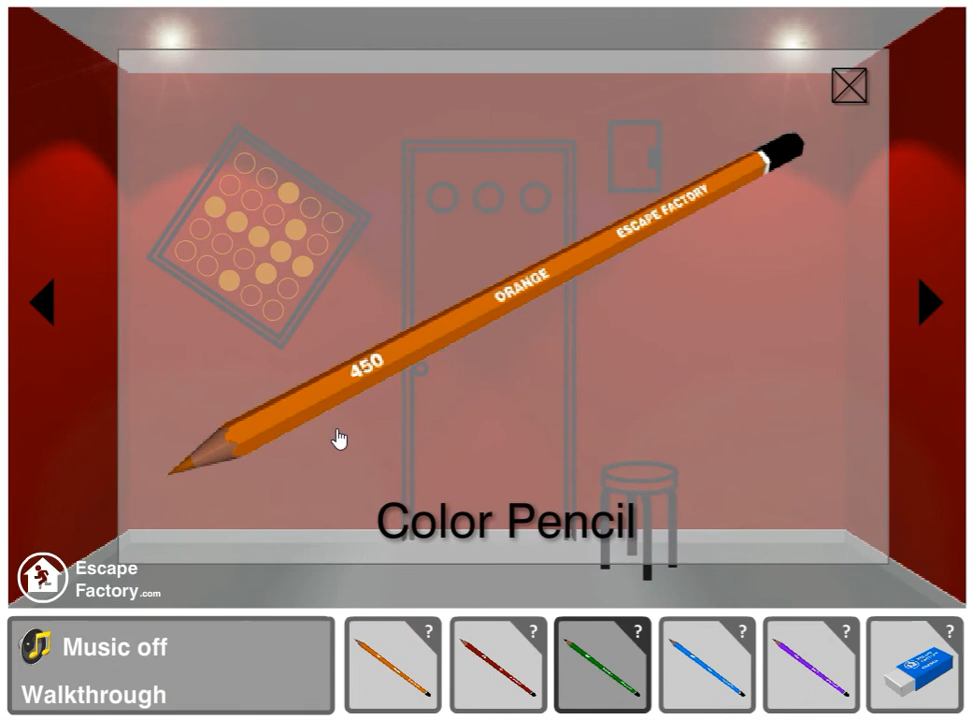 ESCAPE FACTORY
ORANGE
450
Color Pencil
Escape
Factory.com
Music off
Walkthrough
? ? ? ? ? ?